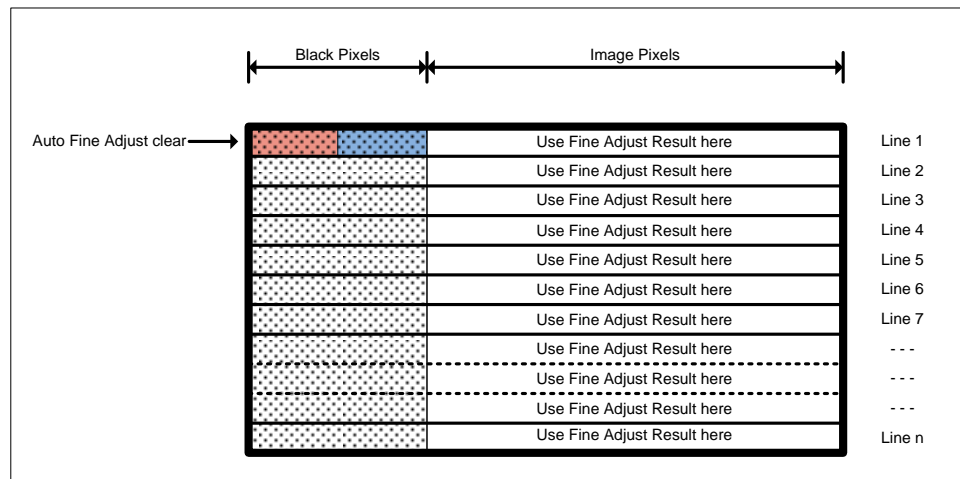 Black Pixels Image Pixels
Auto Fine Adjust clear Use Fine Adjust Result here Line 1
Use Fine Adjust Result here Line 2
Use Fine Adjust Result here Line 3
Use Fine Adjust Result here Line 4
Use Fine Adjust Result here Line 5
Use Fine Adjust Result here Line 6
Use Fine Adjust Result here Line 7
Use Fine Adjust Result here - - -
Use Fine Adjust Result here - - -
Use Fine Adjust Result here - - -
Use Fine Adjust Result here Line n